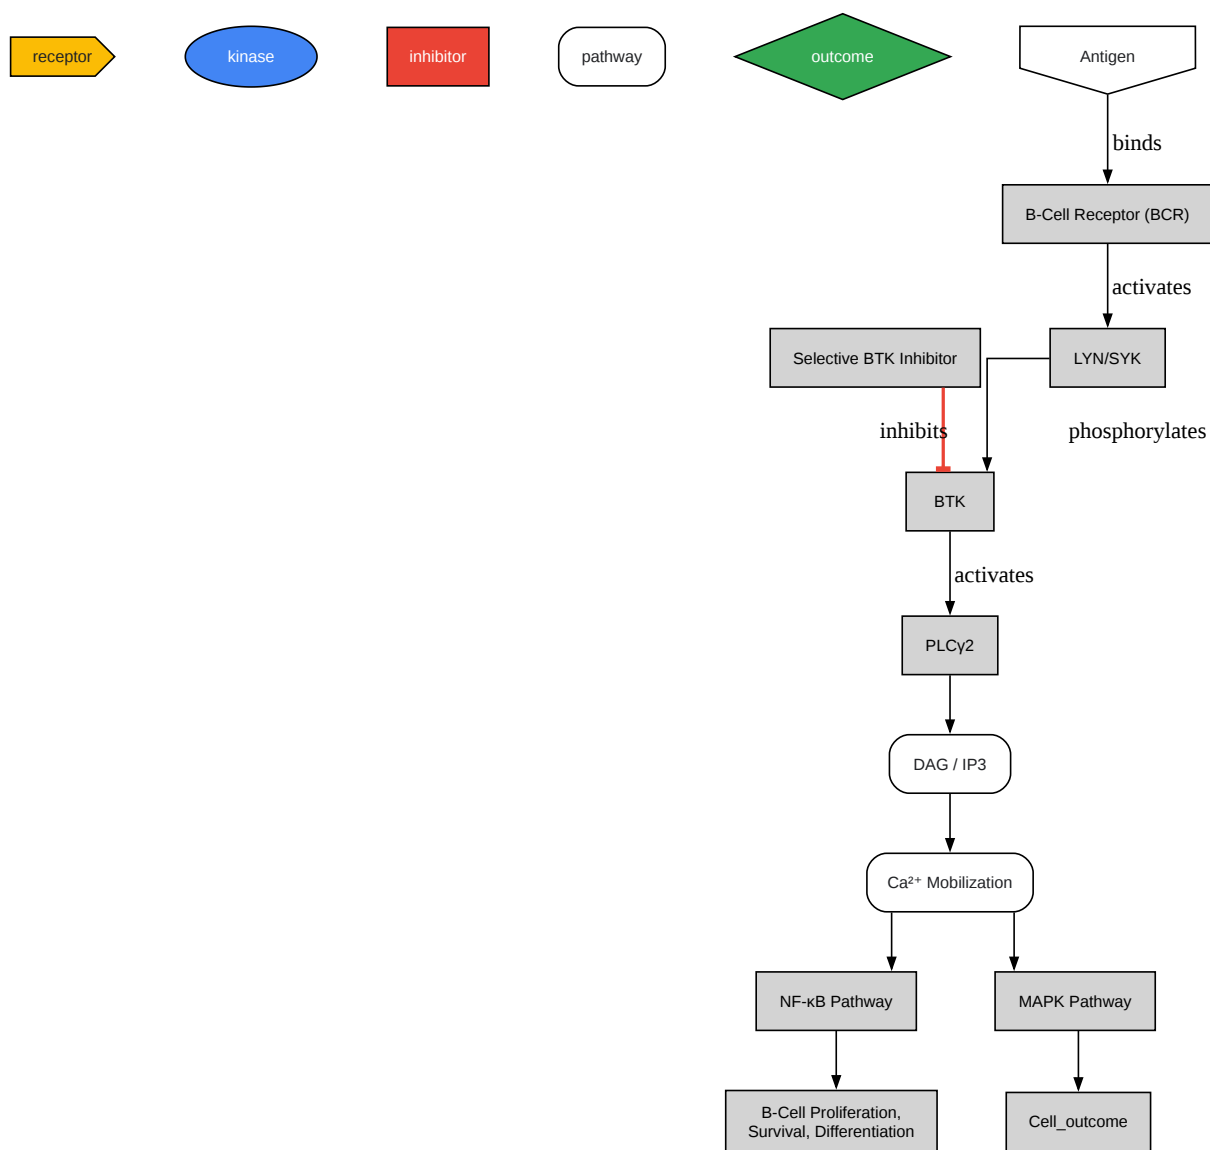 receptor
kinase
inhibitor
pathway
outcome
Antigen
binds
B-Cell Receptor (BCR)
activates
Selective BTK Inhibitor
LYN/SYK
inhibits
phosphorylates
BTK
activates
PLCγ2
DAG / IP3
Ca²⁺ Mobilization
NF-κB Pathway
MAPK Pathway
B-Cell Proliferation,
Survival, Differentiation
Cell_outcome